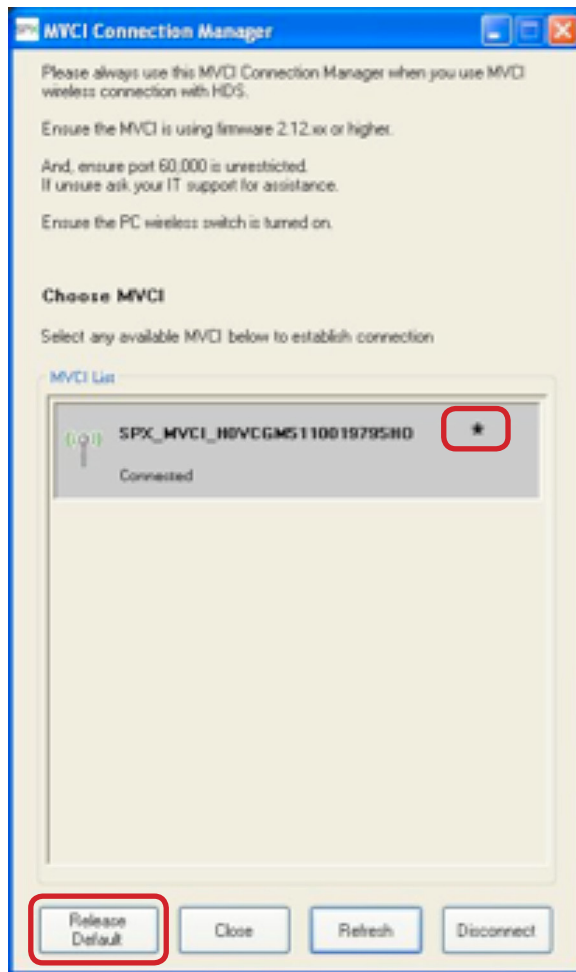 SPX MVCI Connection Manager
Please always use this MVCI Connection Manager when you use MVCI
wireless connection with HDS.
Ensure the MVCI is using firmware 2.12.xx or higher.
And, ensure port 60,000 is unrestricted.
If unsure ask your IT support for assistance.
Ensure the PC wireless switch is turned on.
Choose MVCI
Select any available MVCI below to establish connection
MVCI List
SPX_MVCI_H0VCGM5110019795HO *
Connected
Release
Default
Close
Refresh
Disconnect